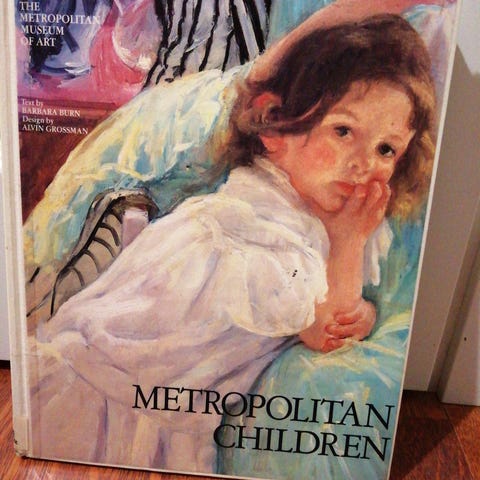 THE
METROPOLITAN
MUSEUM
OF ART
Text by
BARBARA BURN
Design by
ALVIN GROSSMAN
METROPOLITAN
CHILDREN